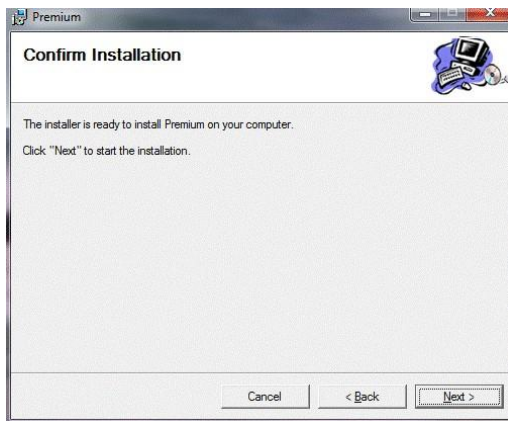 Premium
Confirm Installation
The installer is ready to install Premium on your computer.
Click "Next" to start the installation.
Cancel
< Back
Next >